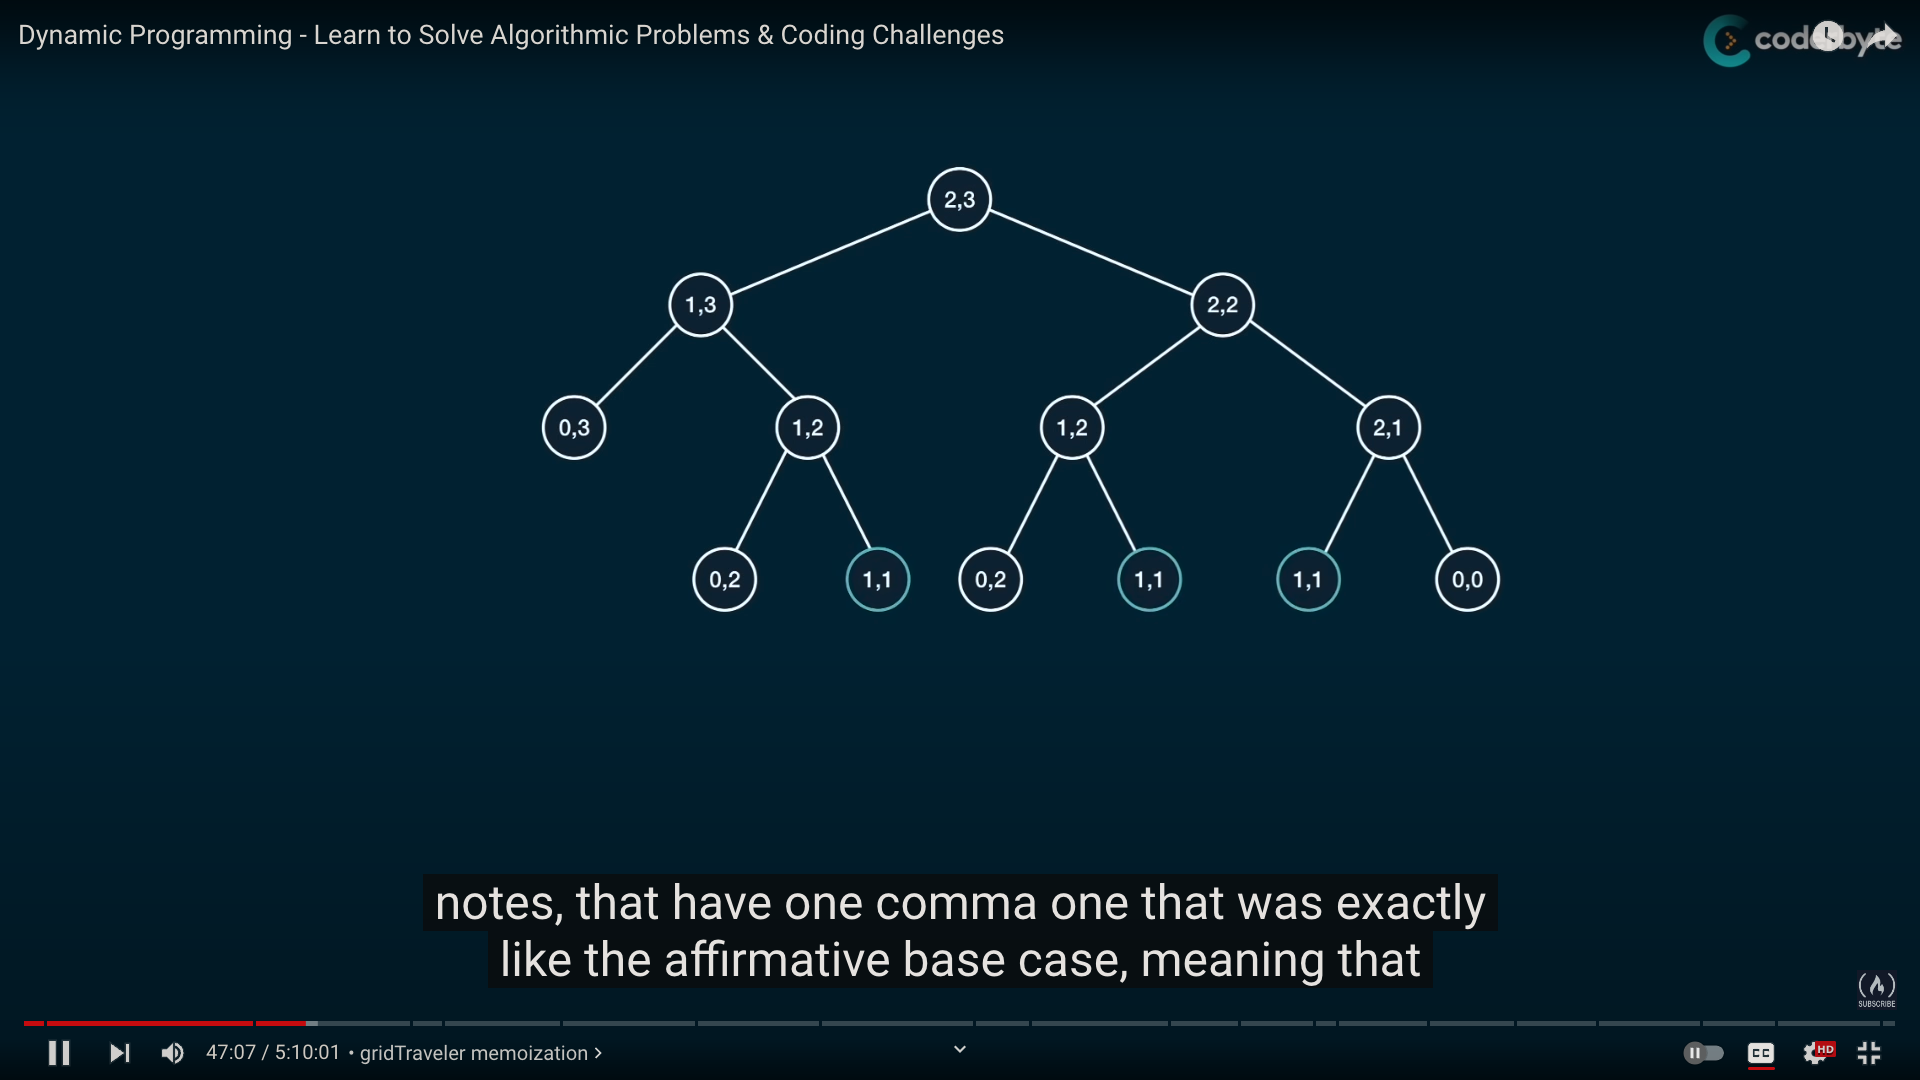 Dynamic Programming - Learn to Solve Algorithmic Problems & Coding Challenges
coderbyte
2,3
1,3
2,2
0,3
1,2
1,2
2,1
0,2
1,1
0,2
1,1
1,1
0,0
notes, that have one comma one that was exactly
like the affirmative base case, meaning that
SUBSCRIBE
47:07 / 5:10:01 • gridTraveler memoization >
CC
HD